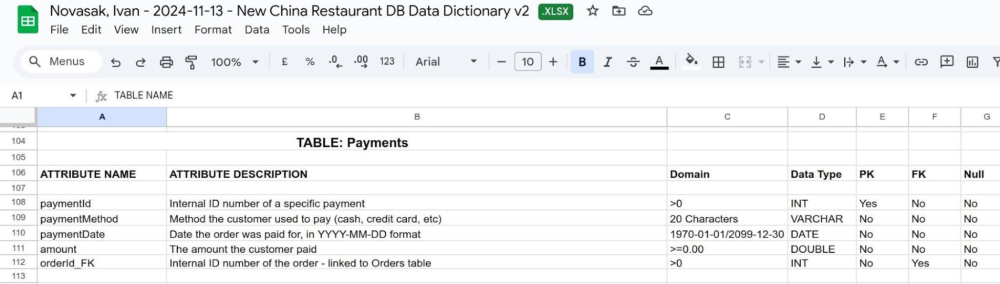 Novasak, Ivan - 2024-11-13 - New China Restaurant DB Data Dictionary v2 .XLSX
File Edit View Insert Format Data Tools Help
Menus 100% £ % .0 .00 123 Arial 10 B I S A A
A1 fx TABLE NAME
A B C D E F G
104 TABLE: Payments
105
106 ATTRIBUTE NAME ATTRIBUTE DESCRIPTION Domain Data Type PK FK Null
107
108 paymentId Internal ID number of a specific payment >0 INT Yes No No
109 paymentMethod Method the customer used to pay (cash, credit card, etc) 20 Characters VARCHAR No No No
110 paymentDate Date the order was paid for, in YYYY-MM-DD format 1970-01-01/2099-12-30 DATE No No No
111 amount The amount the customer paid >=0.00 DOUBLE No No No
112 orderId_FK Internal ID number of the order - linked to Orders table >0 INT No Yes No
113